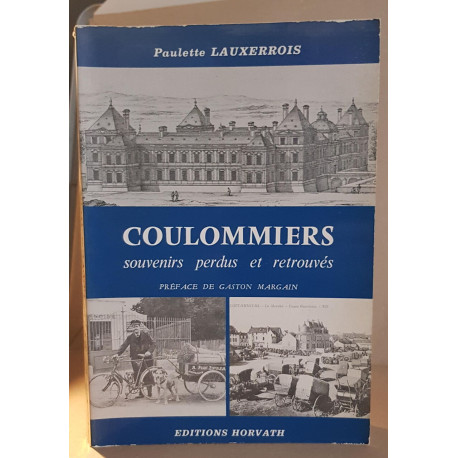 Paulette LAUXERROIS
COULOMMIERS
souvenirs perdus et retrouvés
PRÉFACE DE GASTON MARGAIN
EDITIONS HORVATH